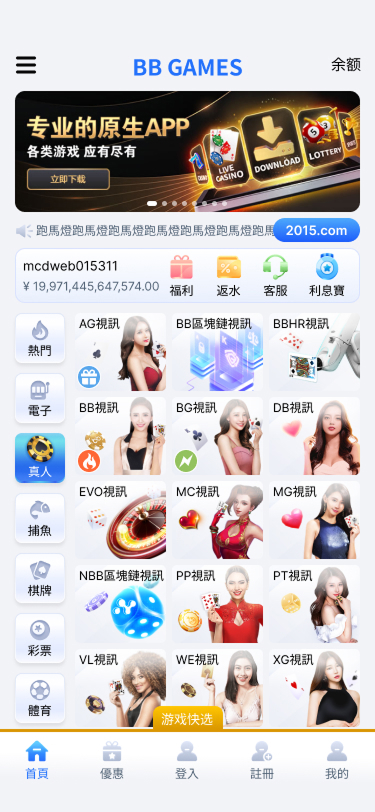 BB GAMES
余额
专业的原生APP
各类游戏 应有尽有
立即下载
LIVE CASINO
DOWNLOAD
LOTTERY
跑馬燈跑馬燈跑馬燈跑馬燈跑馬燈跑馬燈跑馬
2015.com
mcdweb015311
¥ 19,971,445,647,574.00
福利
返水
客服
利息寶
熱門
電子
真人
捕魚
棋牌
彩票
體育
AG視訊
BB區塊鏈視訊
BBHR視訊
BB視訊
BG視訊
DB視訊
EVO視訊
MC視訊
MG視訊
NBB區塊鏈視訊
PP視訊
PT視訊
VL視訊
WE視訊
XG視訊
游戏快选
首頁
優惠
登入
註冊
我的